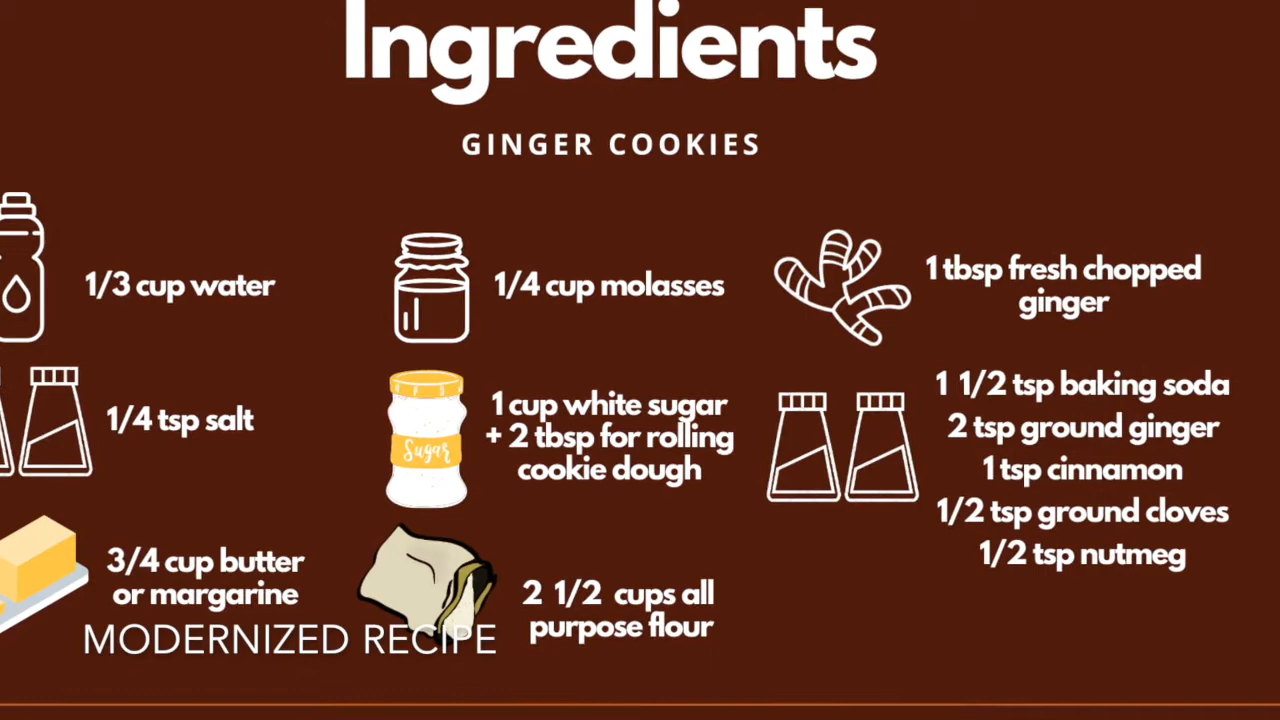 Ingredients
GINGER COOKIES
1/3 cup water
1/4 cup molasses
1 tbsp fresh chopped
ginger
1/4 tsp salt
Sugar
1 cup white sugar
+ 2 tbsp for rolling
cookie dough
1 1/2 tsp baking soda
2 tsp ground ginger
1 tsp cinnamon
1/2 tsp ground cloves
1/2 tsp nutmeg
3/4 cup butter
or margarine
2 1/2 cups all
purpose flour
MODERNIZED RECIPE